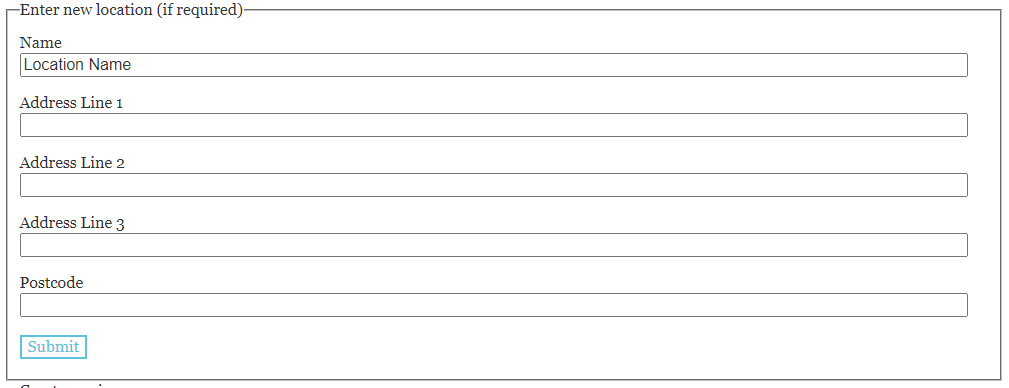 Enter new location (if required)
Name
Location Name
Address Line 1
Address Line 2
Address Line 3
Postcode
Submit